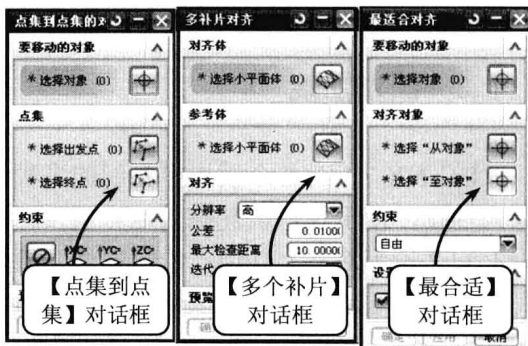 点集到点集的
要移动的对象
* 选择对象 (0)
点集
* 选择出发点 (0)
* 选择终点 (0)
约束
XC YC ZC
【点集到点
集】对话框
多补片对齐
对齐体
* 选择小平面体 (0)
参考体
* 选择小平面体 (0)
对齐
分辨率 高
公差 0.0100
最大检查距离 10.0000
迭代
预览
【多个补片】
对话框
最适合对齐
要移动的对象
* 选择对象 (0)
对齐对象
* 选择“从对象”
* 选择“至对象”
约束
自由
设
【最合适】
对话框
确定 应用 取消